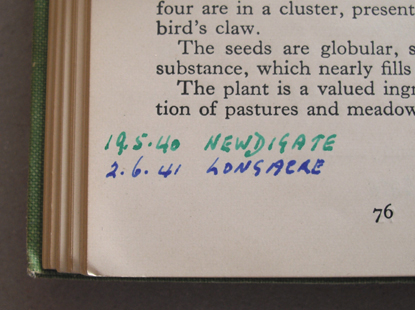 four are in a cluster, present
bird's claw.
The seeds are globular, s
substance, which nearly fills
The plant is a valued ingr
tion of pastures and meadow
19.5.40 NEWDIGATE
2.6.41 LONGACRE
76